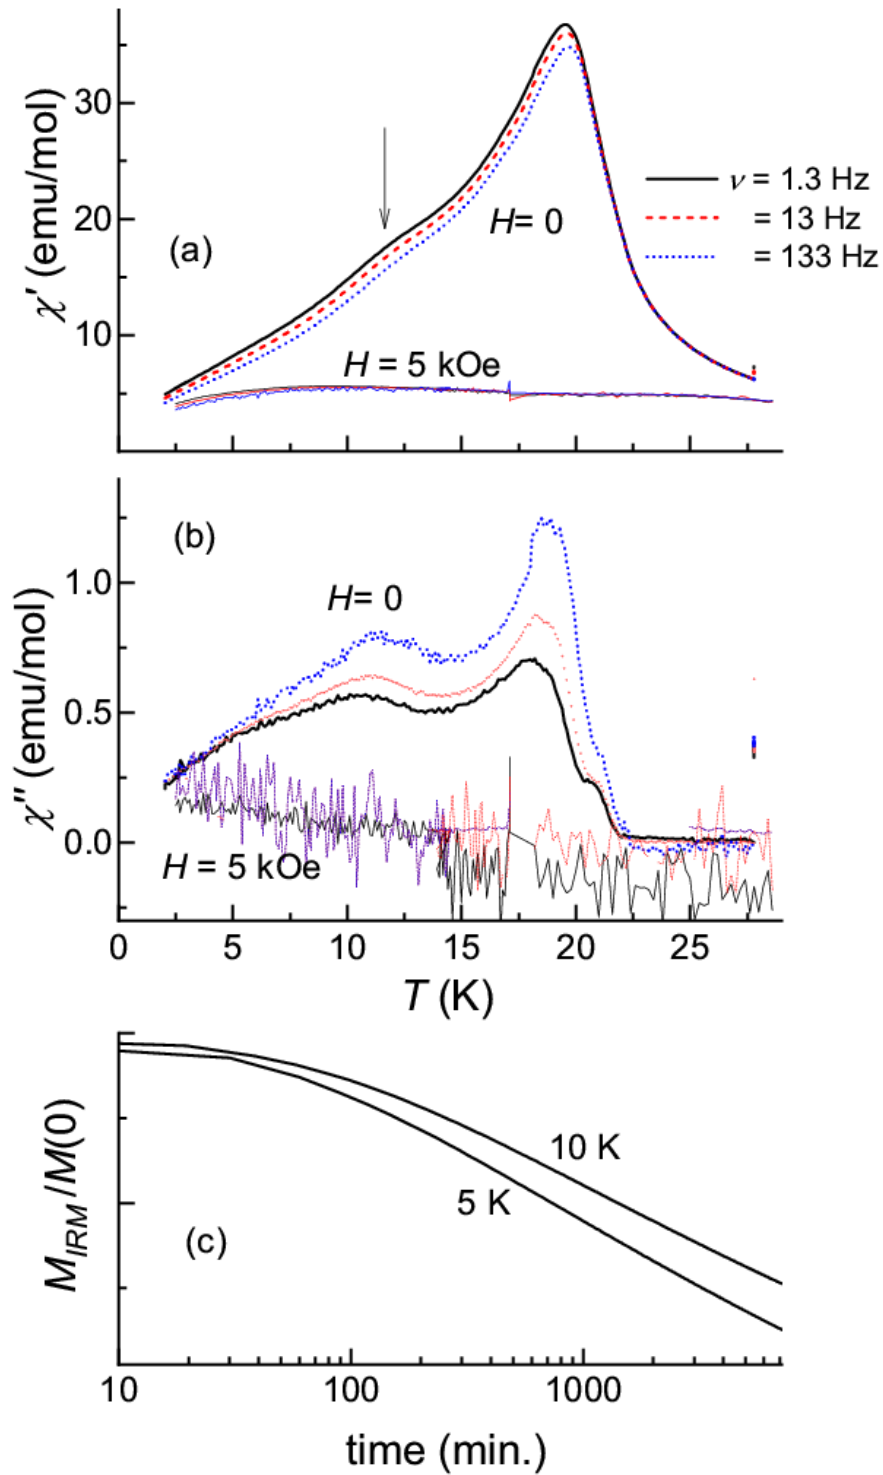 χ′ (emu/mol)
30
20
10
(a)
H= 0
H = 5 kOe
ν = 1.3 Hz
= 13 Hz
= 133 Hz
χ″ (emu/mol)
1.0
0.5
0.0
(b)
H= 0
H = 5 kOe
0 5 10 15 20 25
T (K)
M_IRM/M(0)
(c)
10 K
5 K
10 100 1000
time (min.)